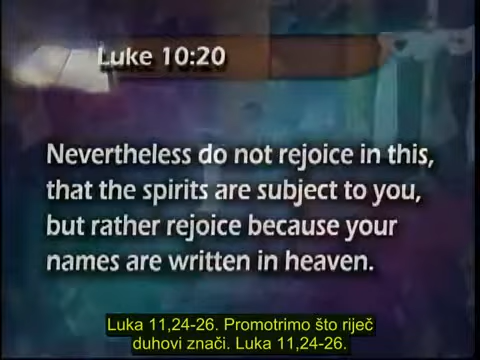 Luke 10:20
Nevertheless do not rejoice in this,
that the spirits are subject to you,
but rather rejoice because your
names are written in heaven.
Luka 11,24-26. Promotrimo što riječ
duhovi znači. Luka 11,24-26.